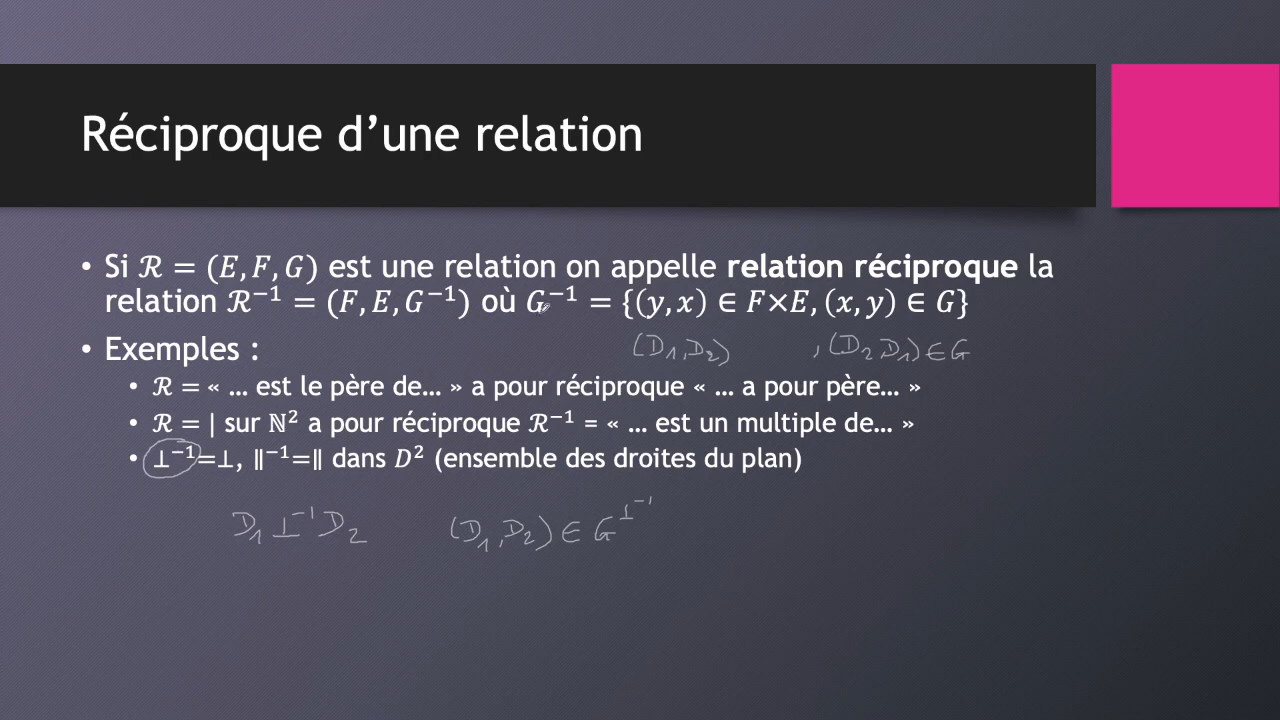 Réciproque d’une relation
• Si ℛ = (E, F, G) est une relation on appelle relation réciproque la
relation ℛ⁻¹ = (F, E, G⁻¹) où G⁻¹ = {(y, x) ∈ F×E, (x, y) ∈ G}
• Exemples :
(D₁, D₂) , (D₂ D₁) ∈ G
• ℛ = « … est le père de… » a pour réciproque « … a pour père… »
• ℛ = | sur ℕ² a pour réciproque ℛ⁻¹ = « … est un multiple de… »
• ⊥⁻¹=⊥, ∥⁻¹=∥ dans D² (ensemble des droites du plan)
D₁ ⊥⁻¹ D₂ (D₁, D₂) ∈ G^⊥⁻¹